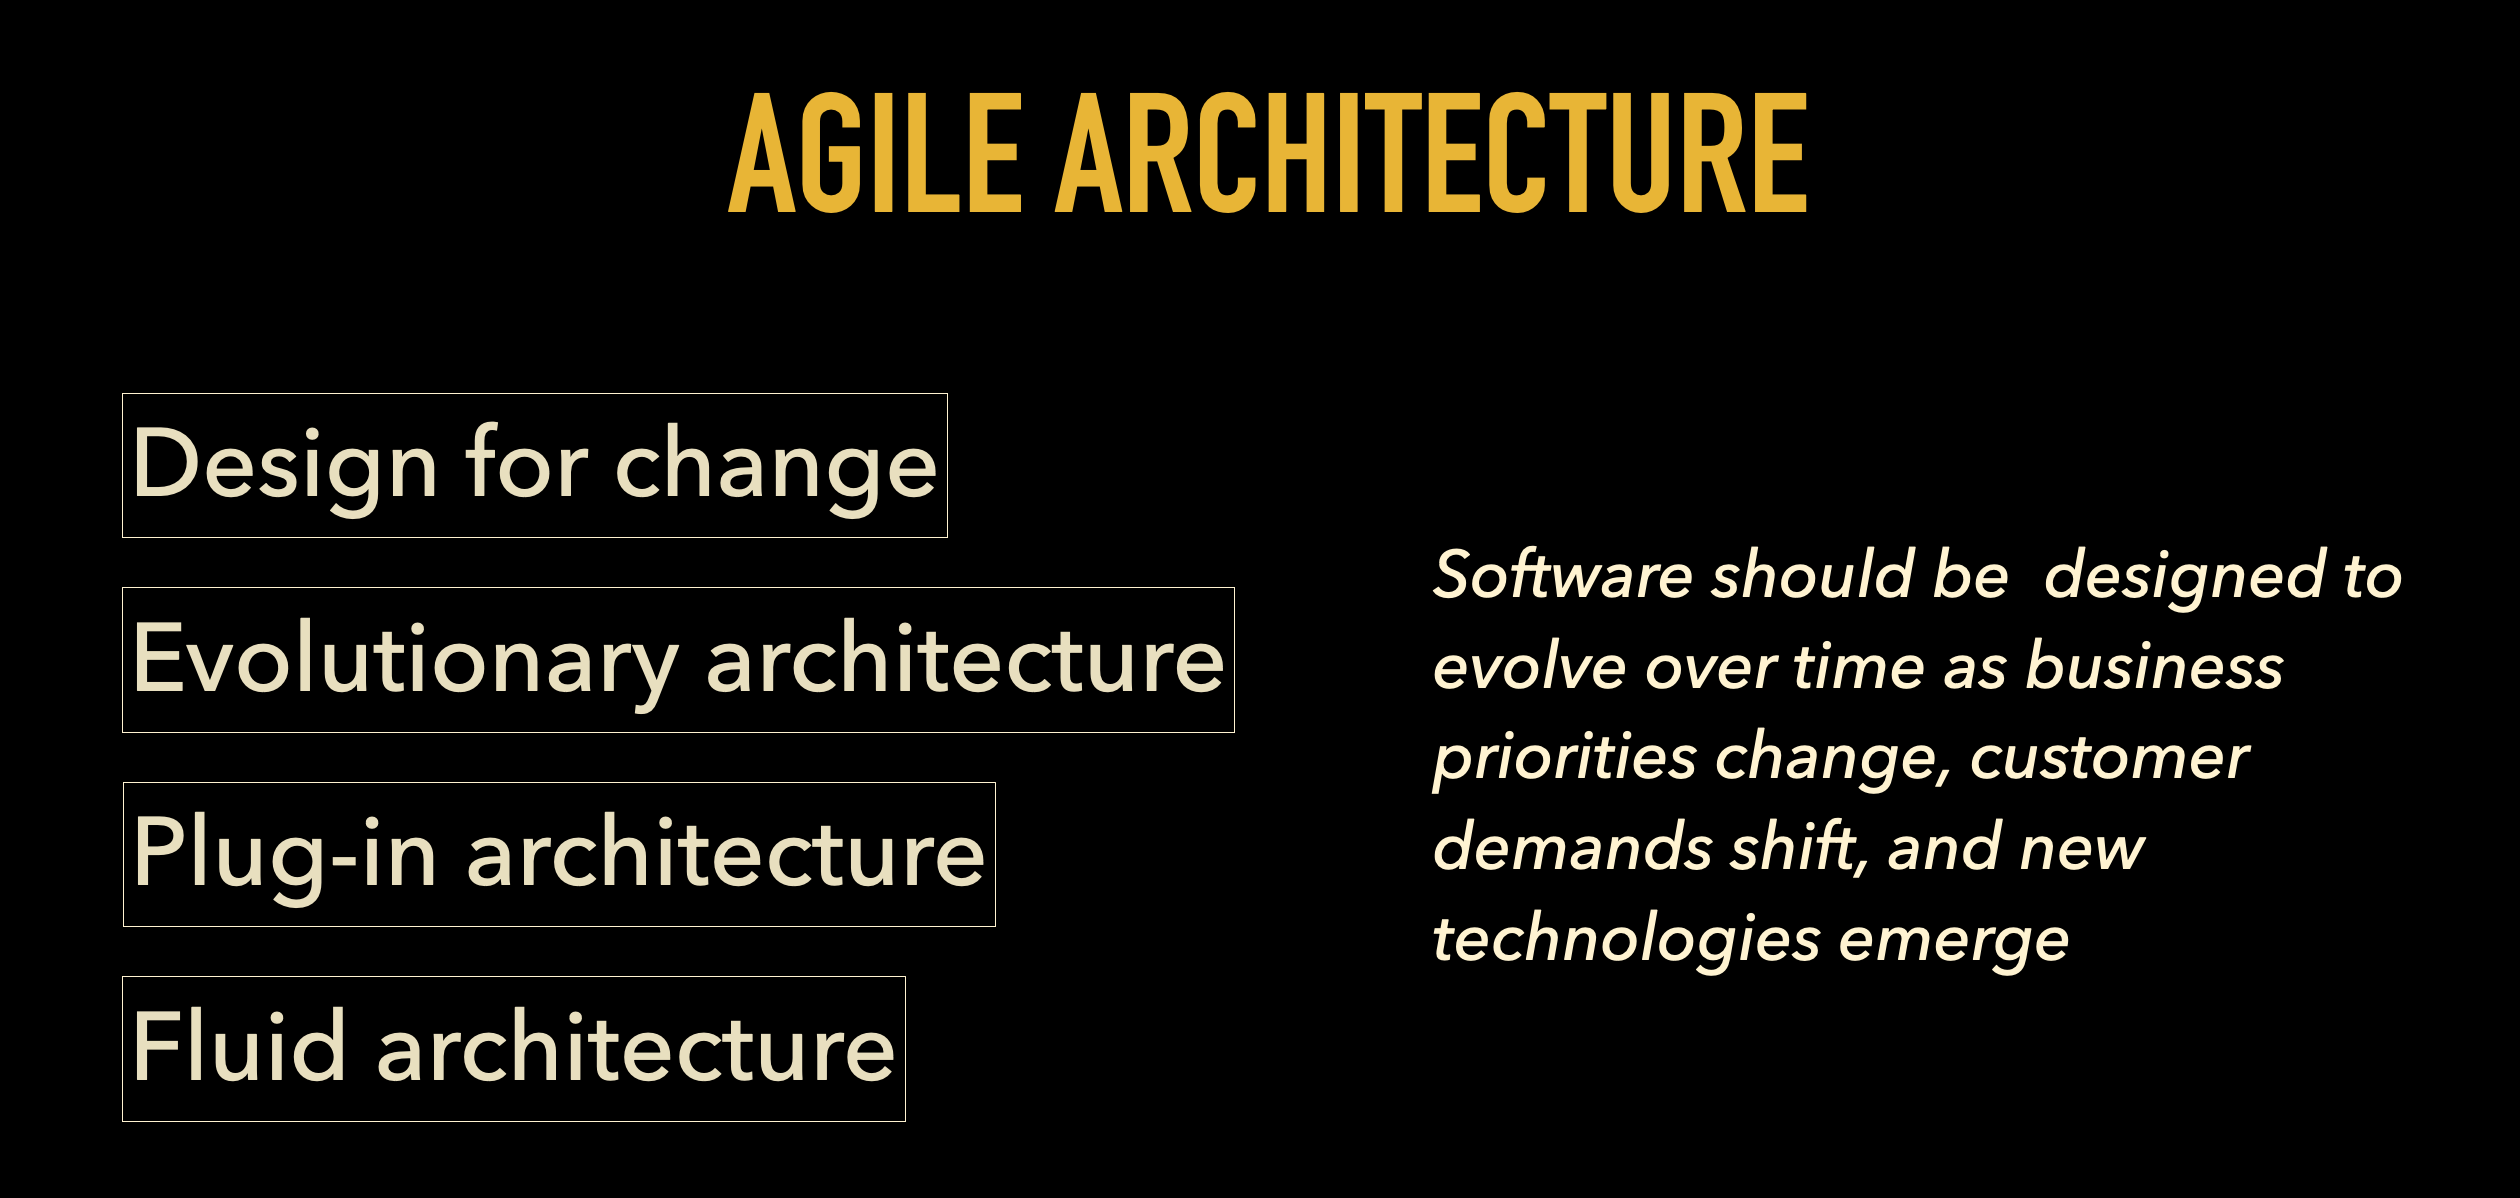 AGILE ARCHITECTURE
Design for change
Evolutionary architecture
Plug-in architecture
Fluid architecture
Software should be  designed to
evolve over time as business
priorities change, customer
demands shift, and new
technologies emerge